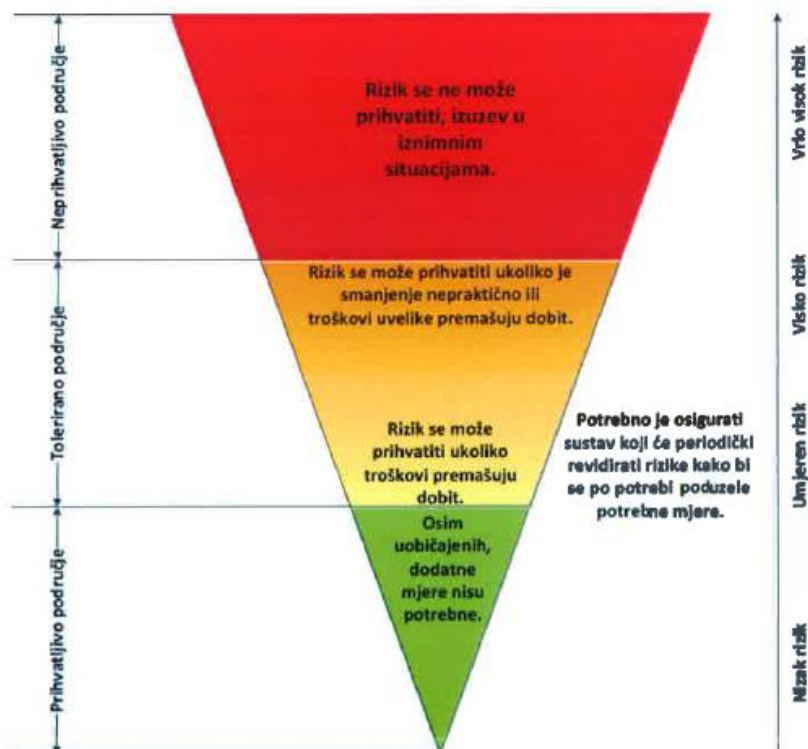 Neprihvatljivo područje
Tolerirano područje
Prihvatljivo područje
Rizik se ne može
prihvatiti, izuzev u
iznimnim
situacijama.
Rizik se može prihvatiti ukoliko je
smanjenje nepraktično ili
troškovi uvelike premašuju dobit.
Rizik se može
prihvatiti ukoliko
troškovi premašuju
dobit.
Osim
uobičajenih,
dodatne
mjere nisu
potrebne.
Potrebno je osigurati
sustav koji će periodički
revidirati rizike kako bi
se po potrebi poduzele
potrebne mjere.
Vrlo visok rizik
Visko rizik
Umjeren rizik
Nizak rizik